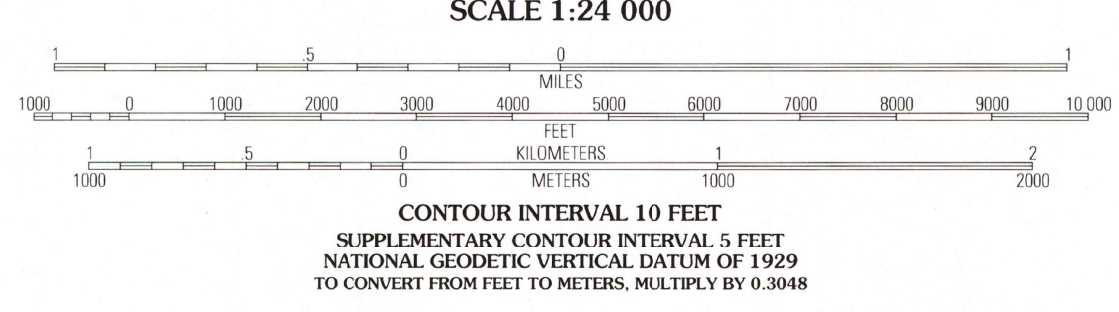 SCALE 1:24 000
1 .5 0 1
MILES
1000 0 1000 2000 3000 4000 5000 6000 7000 8000 9000 10 000
FEET
1 .5 0 KILOMETERS 1 2
1000 0 METERS 1000 2000
CONTOUR INTERVAL 10 FEET
SUPPLEMENTARY CONTOUR INTERVAL 5 FEET
NATIONAL GEODETIC VERTICAL DATUM OF 1929
TO CONVERT FROM FEET TO METERS, MULTIPLY BY 0.3048